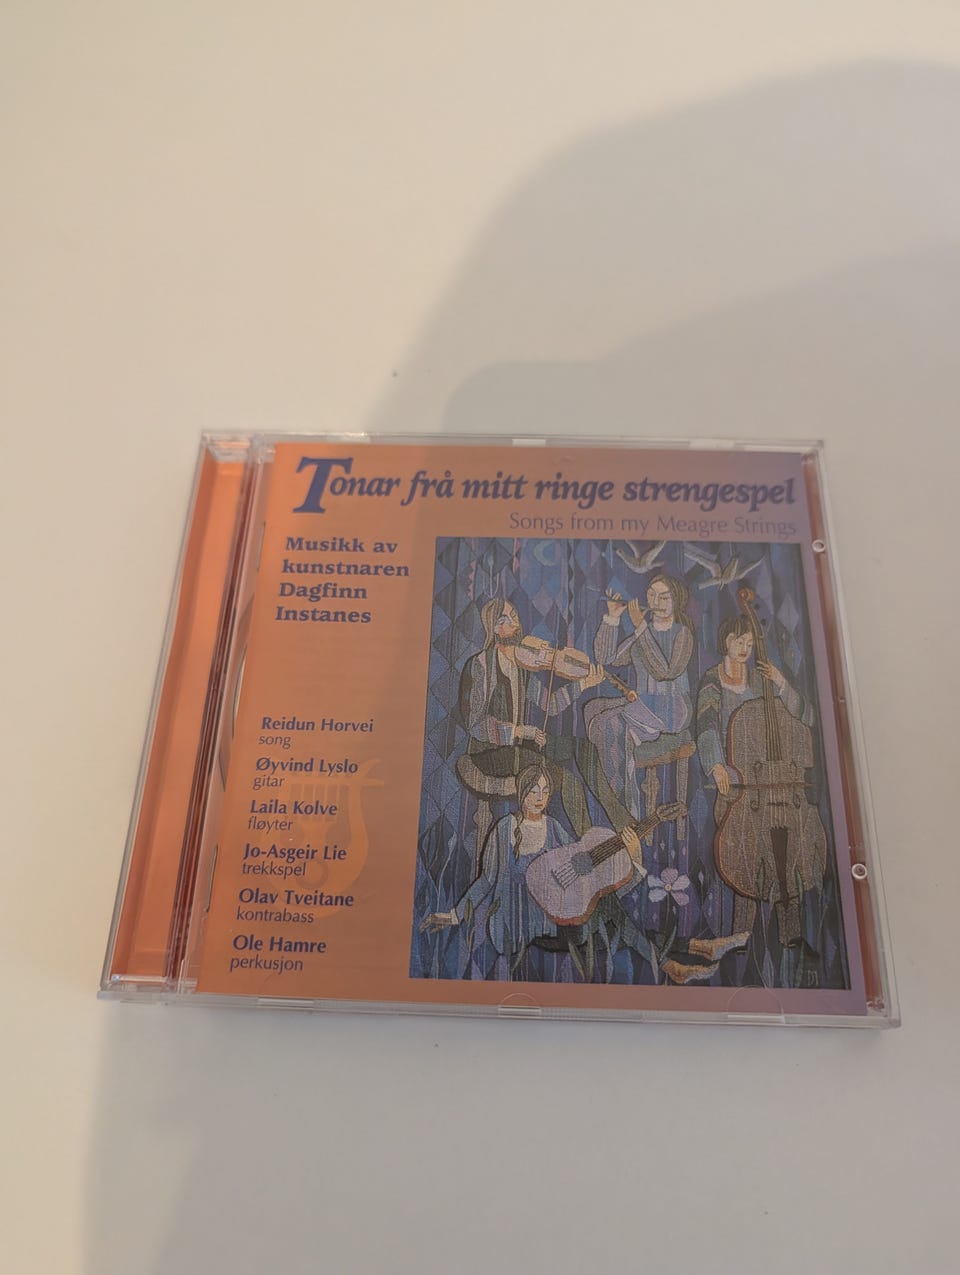 Tonar frå mitt ringe strengespel
Songs from my Meagre Strings
Musikk av
kunstnaren
Dagfinn
Instanes
Reidun Horvei
song
Øyvind Lyslo
gitar
Laila Kolve
fløyter
Jo-Asgeir Lie
trekkspel
Olav Tveitane
kontrabass
Ole Hamre
perkusjon